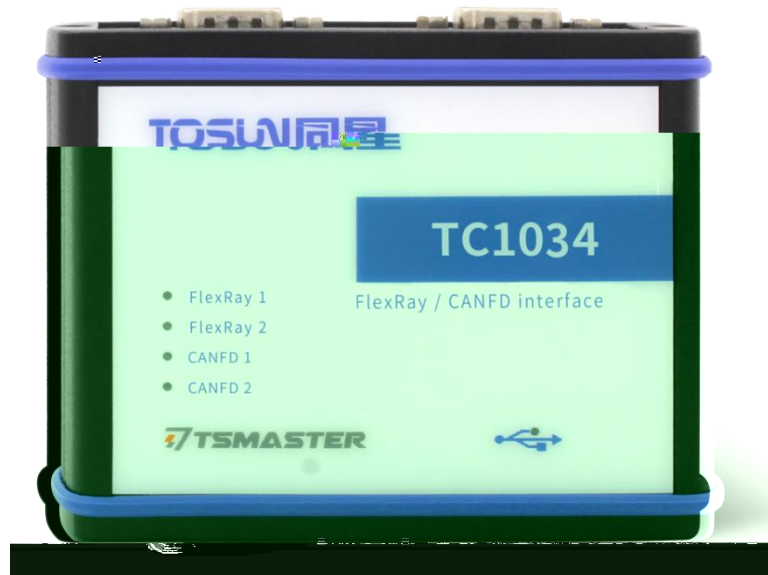 TOSUN同星
TC1034
FlexRay / CANFD interface
FlexRay 1
FlexRay 2
CANFD 1
CANFD 2
TSMASTER